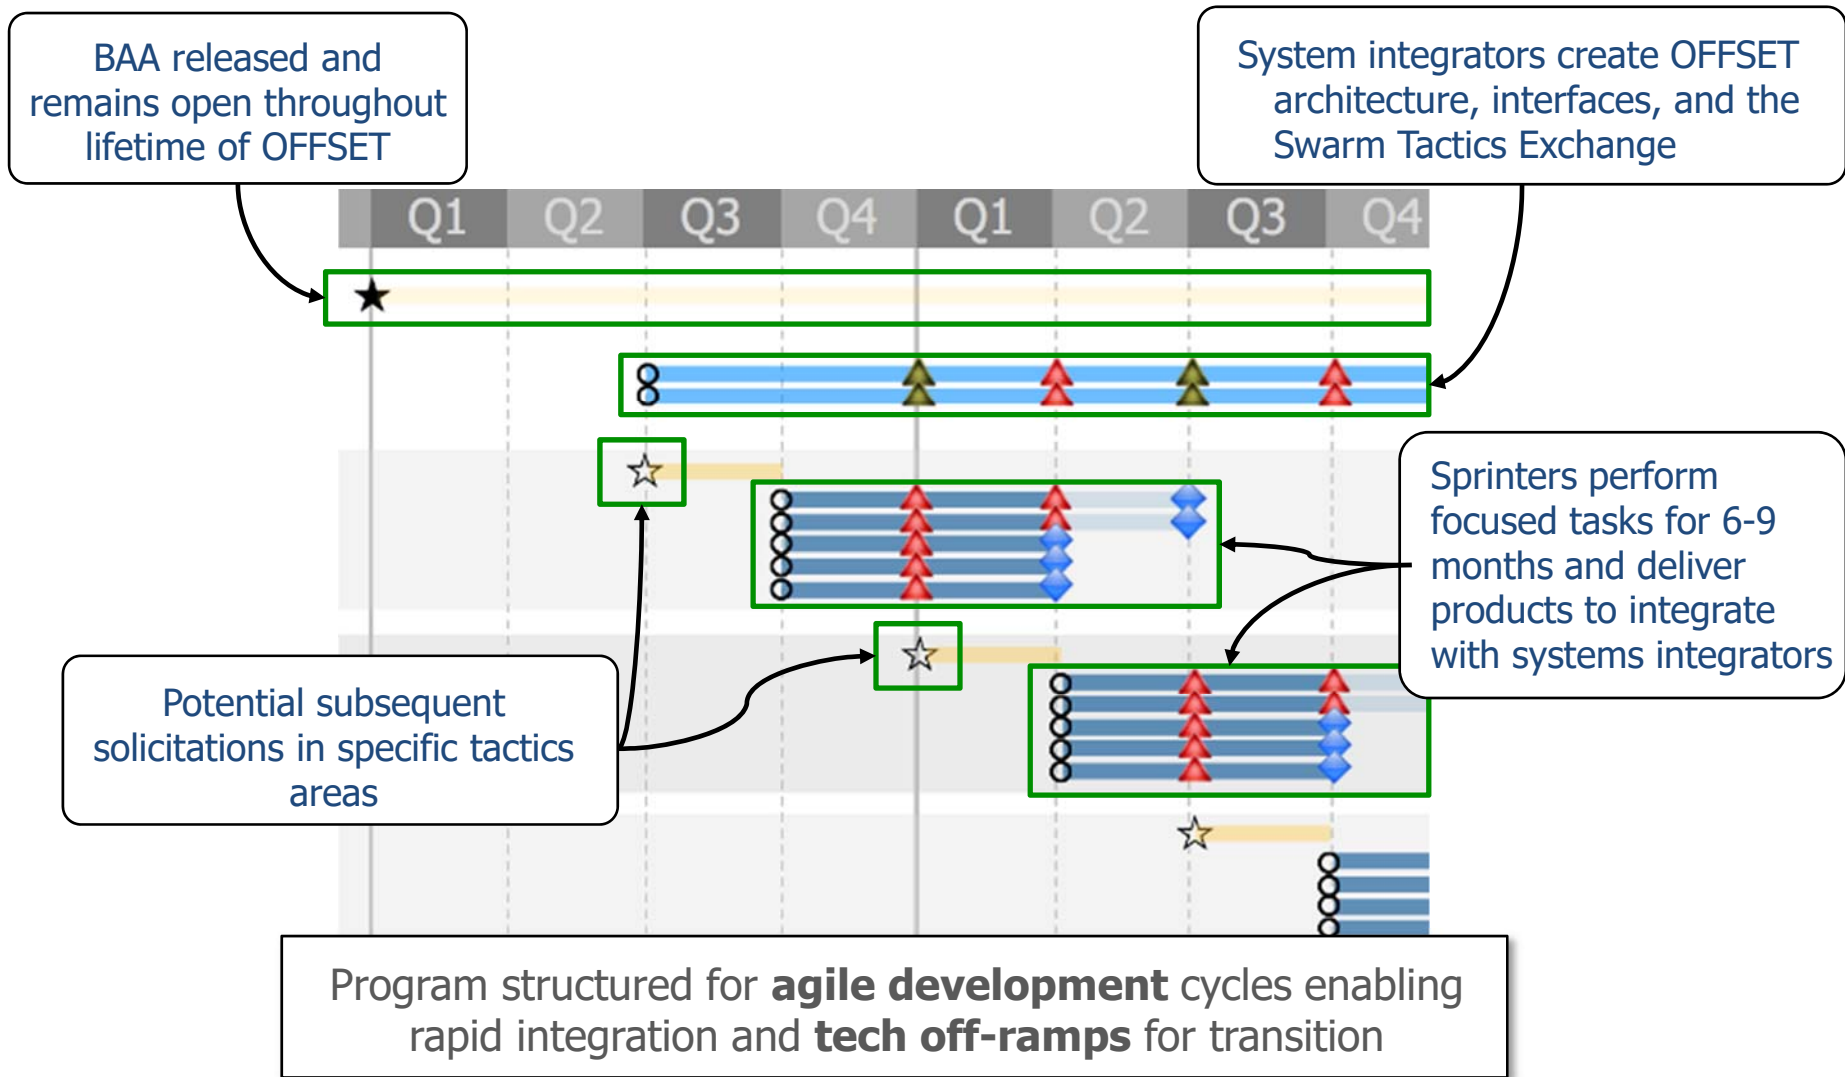 BAA released and
remains open throughout
lifetime of OFFSET
System integrators create OFFSET
architecture, interfaces, and the
Swarm Tactics Exchange
Q1 Q2 Q3 Q4 Q1 Q2 Q3 Q4
Sprinters perform
focused tasks for 6-9
months and deliver
products to integrate
with systems integrators
Potential subsequent
solicitations in specific tactics
areas
Program structured for agile development cycles enabling
rapid integration and tech off-ramps for transition